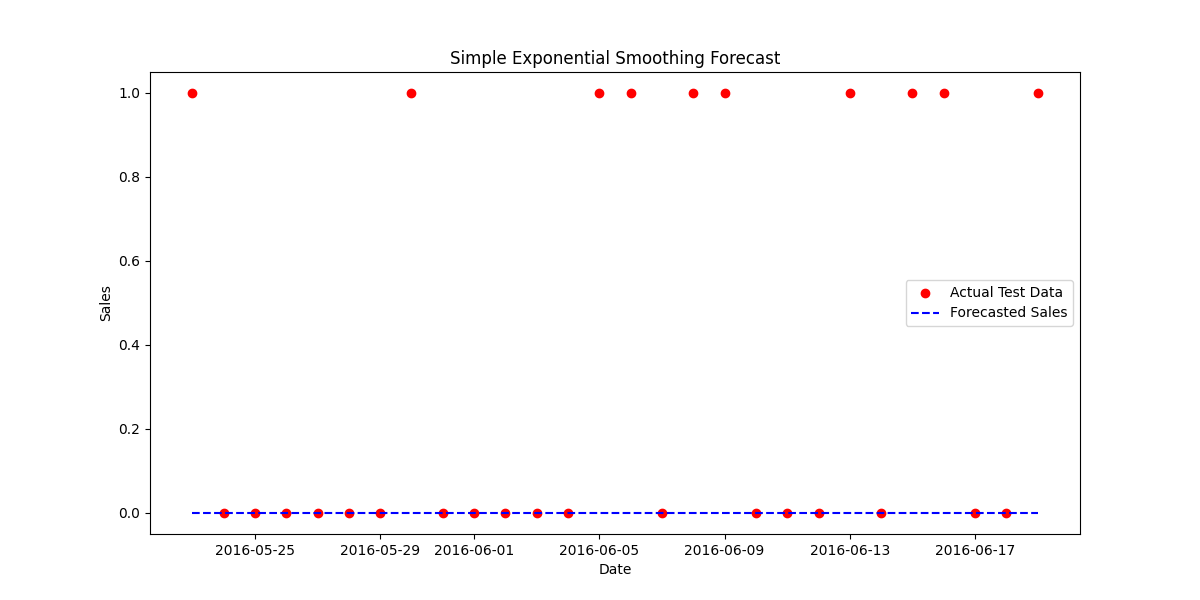 Simple Exponential Smoothing Forecast
1.0
0.8
0.6
0.4
0.2
0.0
Sales
Actual Test Data
Forecasted Sales
2016-05-25 2016-05-29 2016-06-01 2016-06-05 2016-06-09 2016-06-13 2016-06-17
Date